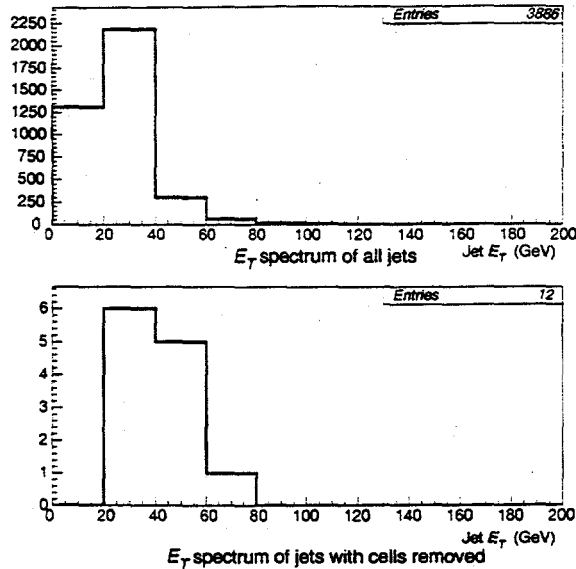 Entries 3886
2250
2000
1750
1500
1250
1000
750
500
250
0
0 20 40 60 80 100 120 140 160 180 200
E_T spectrum of all jets
Jet E_T (GeV)
Entries 12
6
5
4
3
2
1
0
0 20 40 60 80 100 120 140 160 180 200
Jet E_T (GeV)
E_T spectrum of jets with cells removed